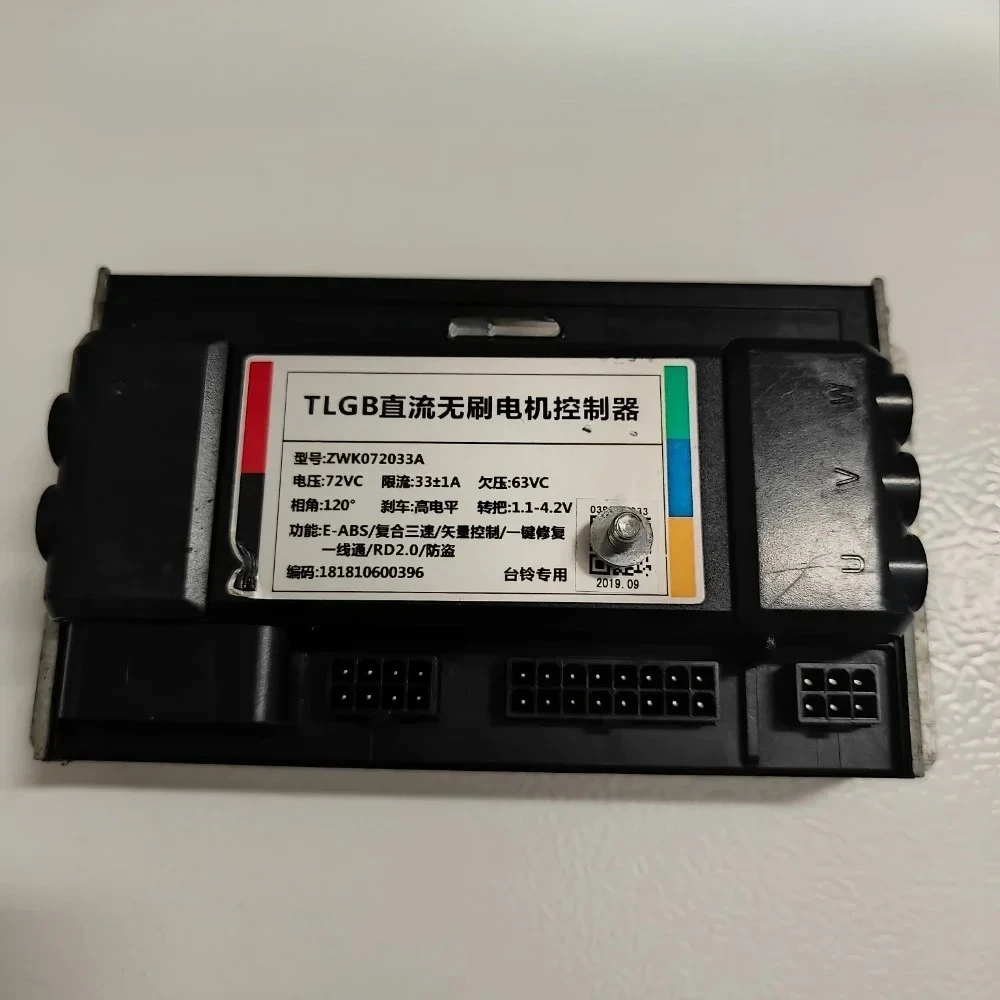 TLGB直流无刷电机控制器
型号:ZWK072033A
电压:72VC 限流:33±1A 欠压:63VC
相角:120° 刹车:高电平 转把:1.1-4.2V
功能:E-ABS/复合三速/矢量控制/一键修复
一线通/RD2.0/防盗
编码:181810600396
台铃专用
2019.09
W
V
U